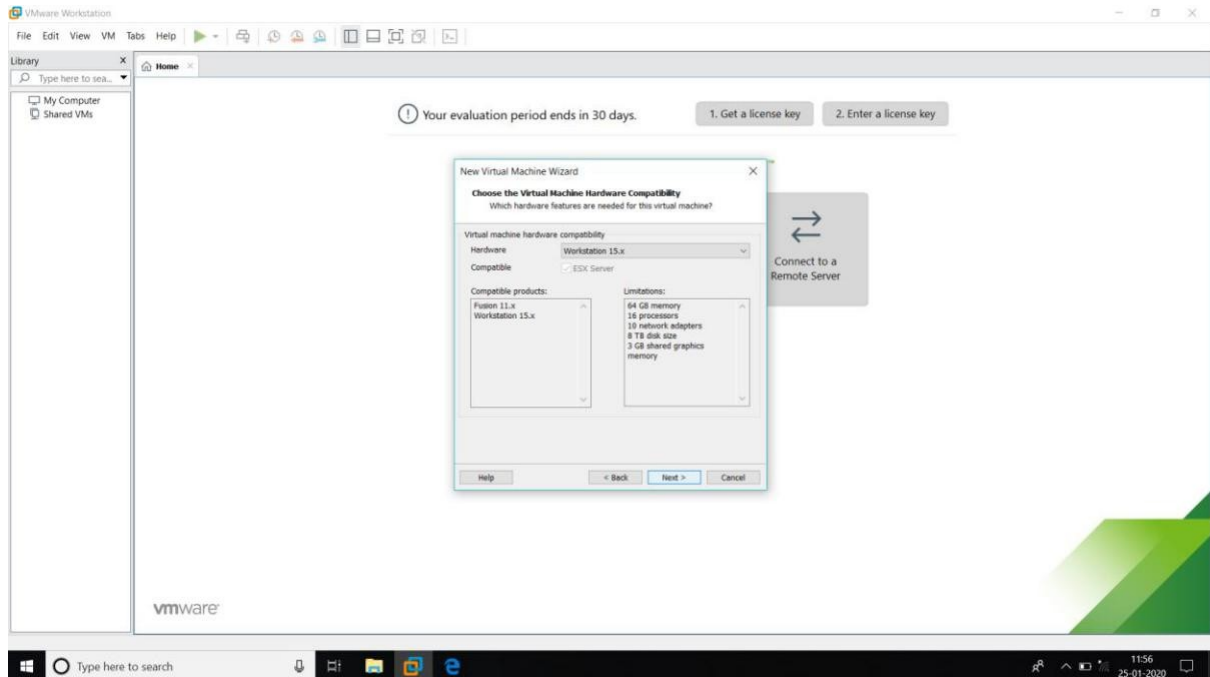 VMware Workstation
File Edit View VM Tabs Help
Library X
Home ×
Type here to sea...
My Computer
Shared VMs
Your evaluation period ends in 30 days.
1. Get a license key
2. Enter a license key
New Virtual Machine Wizard
Choose the Virtual Machine Hardware Compatibility
Which hardware features are needed for this virtual machine?
Virtual machine hardware compatibility
Hardware
Workstation 15.x
Compatible
ESX Server
Compatible products:
Fusion 11.x
Workstation 15.x
Limitations:
64 GB memory
16 processors
10 network adapters
8 TB disk size
3 GB shared graphics
memory
Help
< Back
Next >
Cancel
Connect to a
Remote Server
vmware
Type here to search
11:56
25-01-2020